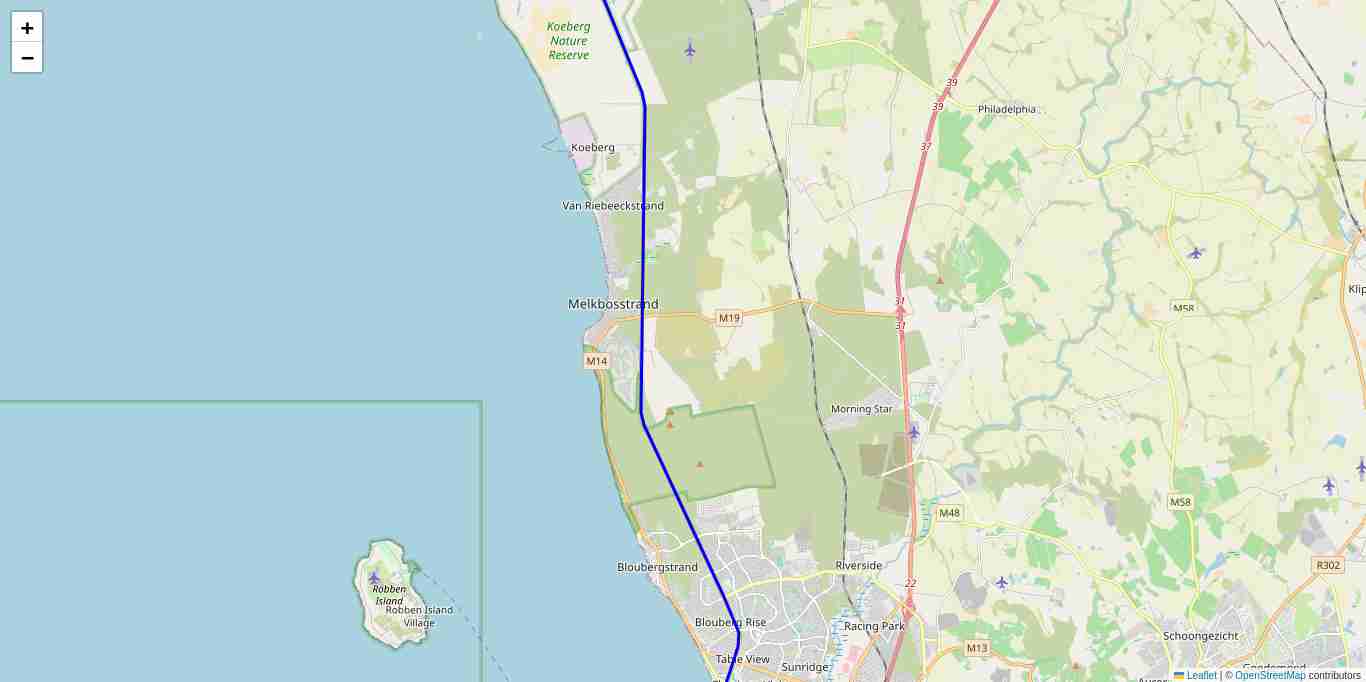 +
−
Koeberg
Nature
Reserve
39
39
Philadelphia
37
Koeberg
Van Riebeeckstrand
31
31
Melkbosstrand
M19
M58
M14
Morning Star
M58
M48
Riverside
Bloubergstrand
R302
22
Robben
Island
Robben Island
Village
Blouberg Rise
Racing Park
Schoongezicht
M13
Table View
Sunridge
Leaflet | © OpenStreetMap contributors